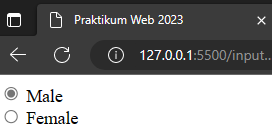 Praktikum Web 2023
127.0.0.1:5500/input...
Male
Female